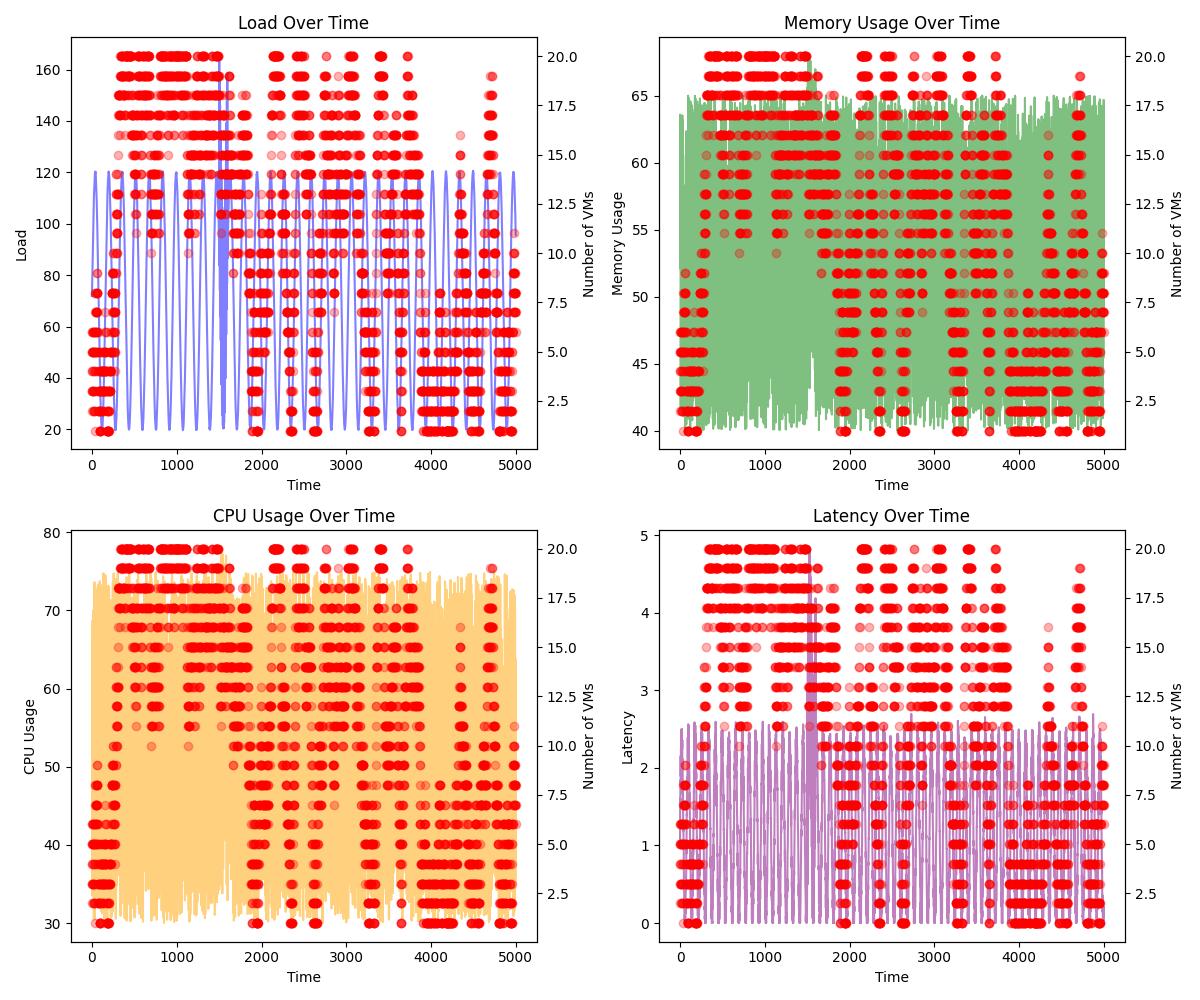 Load Over Time
Load
160
140
120
100
80
60
40
20
20.0
17.5
15.0
12.5
10.0
7.5
5.0
2.5
Number of VMs
0 1000 2000 3000 4000 5000
Time
Memory Usage Over Time
Memory Usage
65
60
55
50
45
40
20.0
17.5
15.0
12.5
10.0
7.5
5.0
2.5
Number of VMs
0 1000 2000 3000 4000 5000
Time
CPU Usage Over Time
CPU Usage
80
70
60
50
40
30
20.0
17.5
15.0
12.5
10.0
7.5
5.0
2.5
Number of VMs
0 1000 2000 3000 4000 5000
Time
Latency Over Time
Latency
5
4
3
2
1
0
20.0
17.5
15.0
12.5
10.0
7.5
5.0
2.5
Number of VMs
0 1000 2000 3000 4000 5000
Time